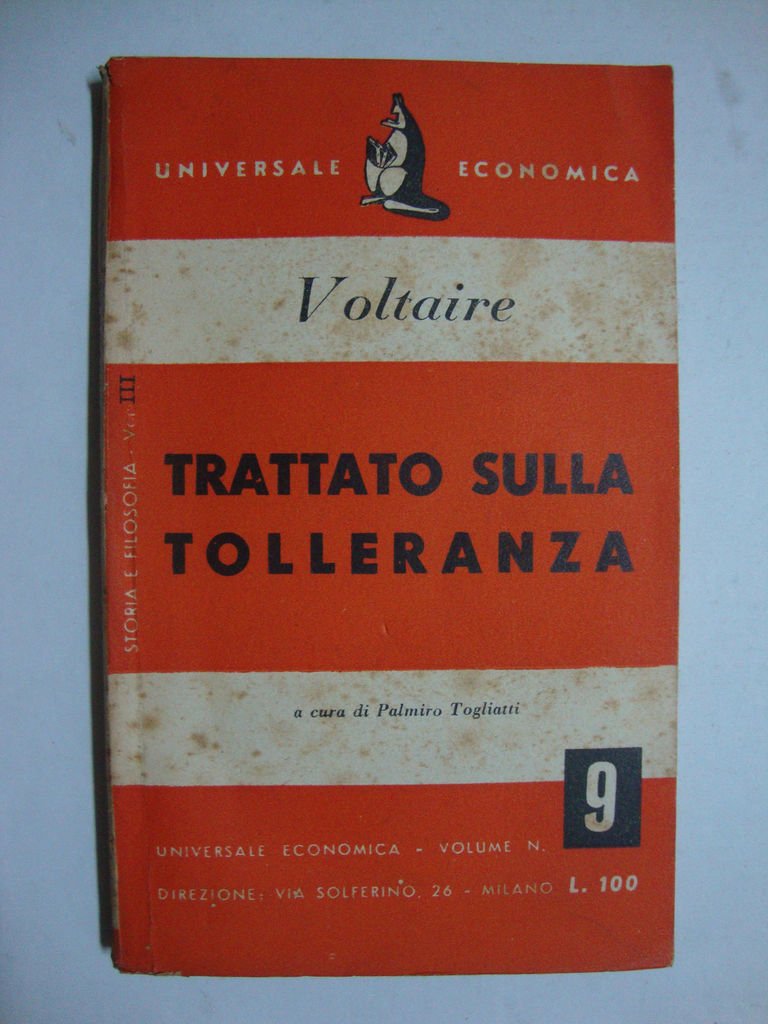 UNIVERSALE ECONOMICA
Voltaire
STORIA E FILOSOFIA - Vol. III
TRATTATO SULLA
TOLLERANZA
a cura di Palmiro Togliatti
9
UNIVERSALE ECONOMICA - VOLUME N.
DIREZIONE: VIA SOLFERINO, 26 - MILANO L. 100